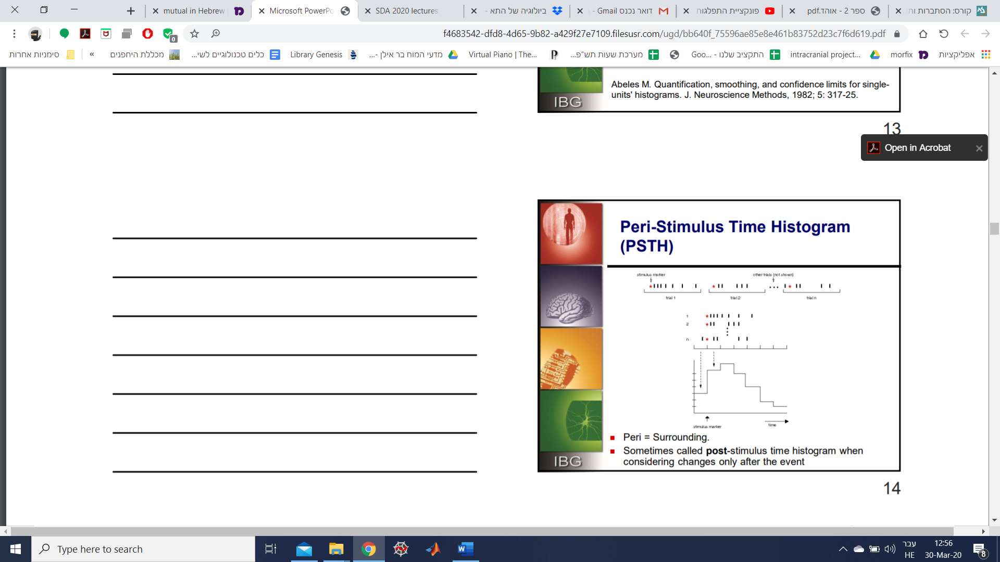 mutual in Hebrew
Microsoft PowerPo
SDA 2020 lectures
ביולוגיה של התא -
דואר נכנס - Gmail
פונקציית התפלגות
ספר 2 - אוהד.pdf
קורס: הסתברות ות
f4683542-dfd8-4d65-9b82-a429f27e7109.filesusr.com/ugd/bb640f_75596ae85e8e461b83752d23c7f6d619.pdf
0
סימניות אחרות
»
מכללת היחפנים
כלים טכנולוגיים לשי...
Library Genesis
מדעי המוח בר אילן -...
Virtual Piano | The...
מערכת שעות תש"פ...
התקציב שלנו - Goo...
intracranial project...
morfix
אפליקציות
Abeles M. Quantification, smoothing, and confidence limits for single-
units' histograms. J. Neuroscience Methods, 1982; 5: 317-25.
IBG
13
Open in Acrobat
Peri-Stimulus Time Histogram
(PSTH)
stimulus marker
other trials (not shown)
trial 1
trial 2
trial n
1
2
n
stimulus marker
time
Peri = Surrounding.
Sometimes called post-stimulus time histogram when
considering changes only after the event
IBG
14
Type here to search
עבר
HE
12:56
30-Mar-20
8